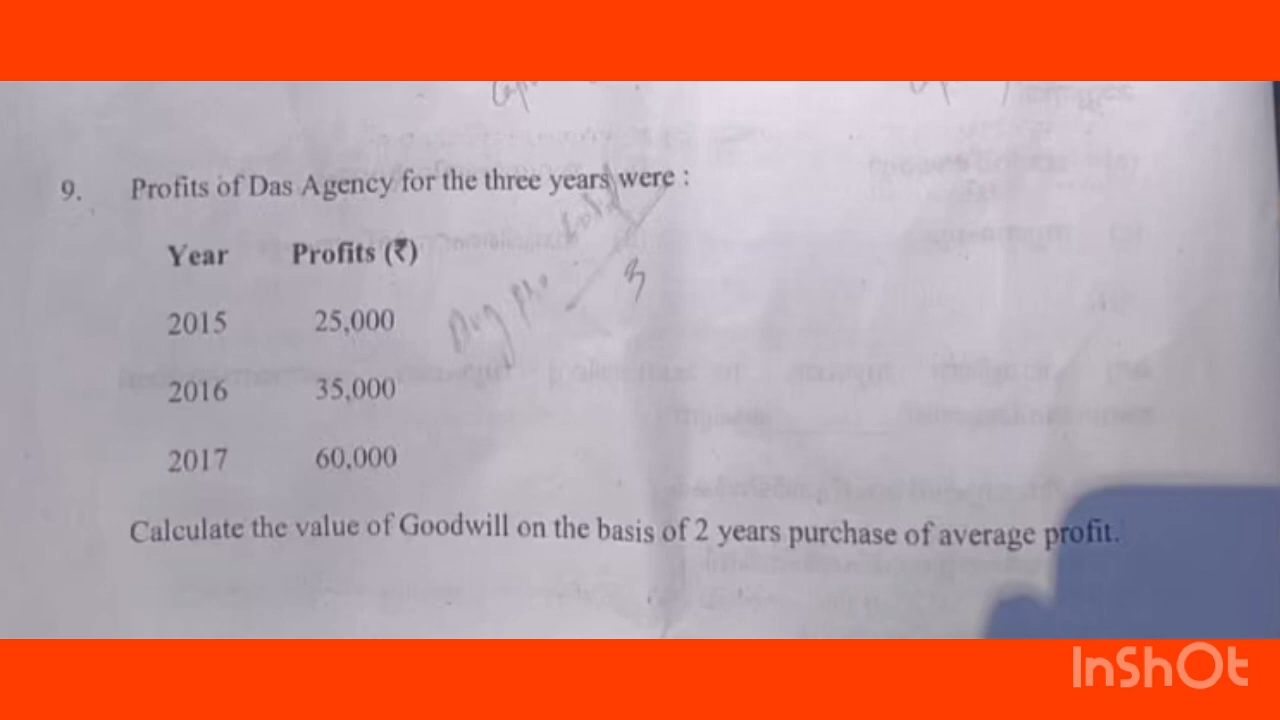 9. Profits of Das Agency for the three years were :
Year Profits (₹)
2015 25,000
2016 35,000
2017 60,000
Calculate the value of Goodwill on the basis of 2 years purchase of average profit.
3
InShOt